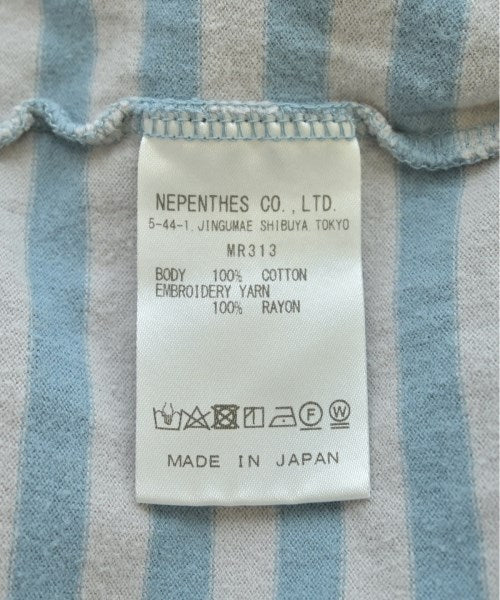 NEPENTHES CO., LTD.
5-44-1, JINGUMAE SHIBUYA TOKYO
MR313
BODY 100% COTTON
EMBROIDERY YARN
100% RAYON
F W
MADE IN JAPAN